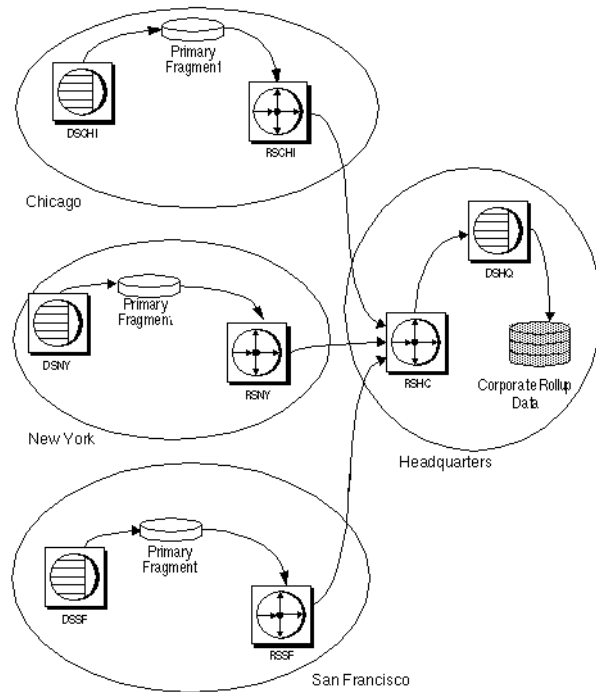 Primary
Fragment
DSCHI
RSCHI
Chicago
DSHQ
Primary
Fragment
DSNY
RSNY
RSHC
Corporate Rollup
Data
New York
Headquarters
Primary
Fragment
DSSF
RSSF
San Francisco